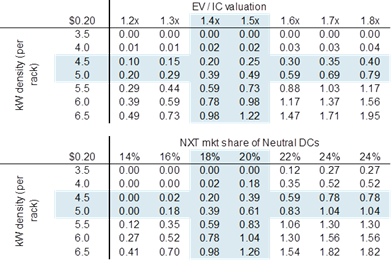 EV / IC valuation
$0.20 1.2x 1.3x 1.4x 1.5x 1.6x 1.7x 1.8x
kW density (per rack)
3.5 0.00 0.00 0.00 0.00 0.00 0.00 0.00
4.0 0.01 0.01 0.02 0.02 0.03 0.03 0.04
4.5 0.10 0.15 0.20 0.25 0.30 0.35 0.40
5.0 0.20 0.29 0.39 0.49 0.59 0.69 0.79
5.5 0.29 0.44 0.59 0.73 0.88 1.03 1.17
6.0 0.39 0.59 0.78 0.98 1.17 1.37 1.56
6.5 0.49 0.73 0.98 1.22 1.47 1.71 1.95
NXT mkt share of Neutral DCs
$0.20 14% 16% 18% 20% 22% 24% 24%
kW density (per rack)
3.5 0.00 0.00 0.00 0.00 0.12 0.27 0.27
4.0 0.00 0.00 0.02 0.18 0.35 0.52 0.52
4.5 0.00 0.02 0.20 0.39 0.59 0.78 0.78
5.0 0.00 0.18 0.39 0.61 0.83 1.04 1.04
5.5 0.12 0.35 0.59 0.83 1.06 1.30 1.30
6.0 0.27 0.52 0.78 1.04 1.30 1.56 1.56
6.5 0.41 0.70 0.98 1.26 1.54 1.82 1.82